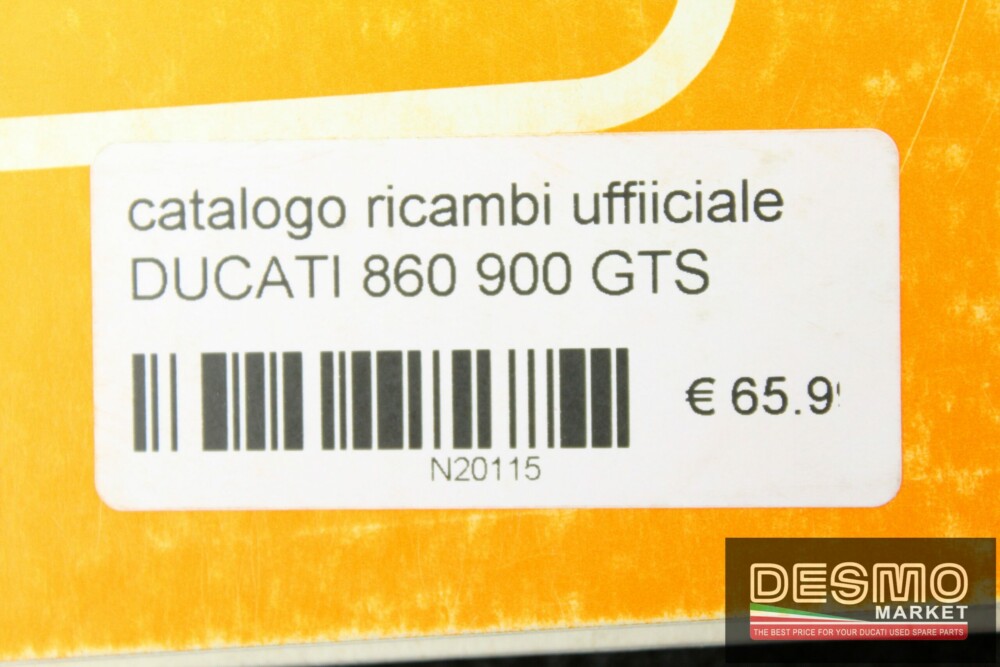 catalogo ricambi uffiiciale
DUCATI 860 900 GTS
€ 65.9
N20115
DESMO
MARKET
THE BEST PRICE FOR YOUR DUCATI USED SPARE PARTS